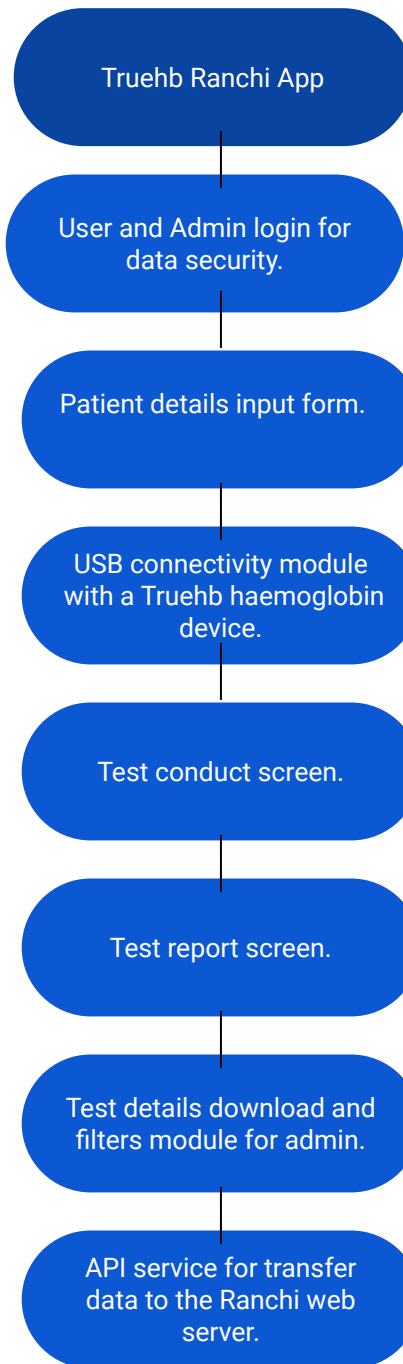 Truehb Ranchi App
User and Admin login for
data security.
Patient details input form.
USB connectivity module
with a Truehb haemoglobin
device.
Test conduct screen.
Test report screen.
Test details download and
filters module for admin.
API service for transfer
data to the Ranchi web
server.